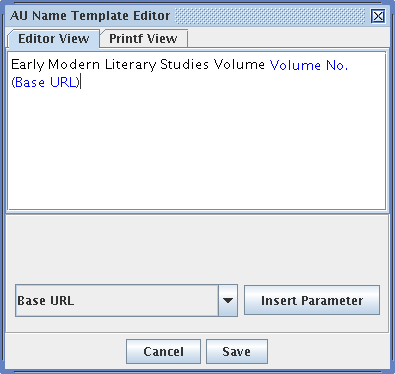 AU Name Template Editor
Editor View Printf View
Early Modern Literary Studies Volume Volume No.
(Base URL)
Base URL Insert Parameter
Cancel Save